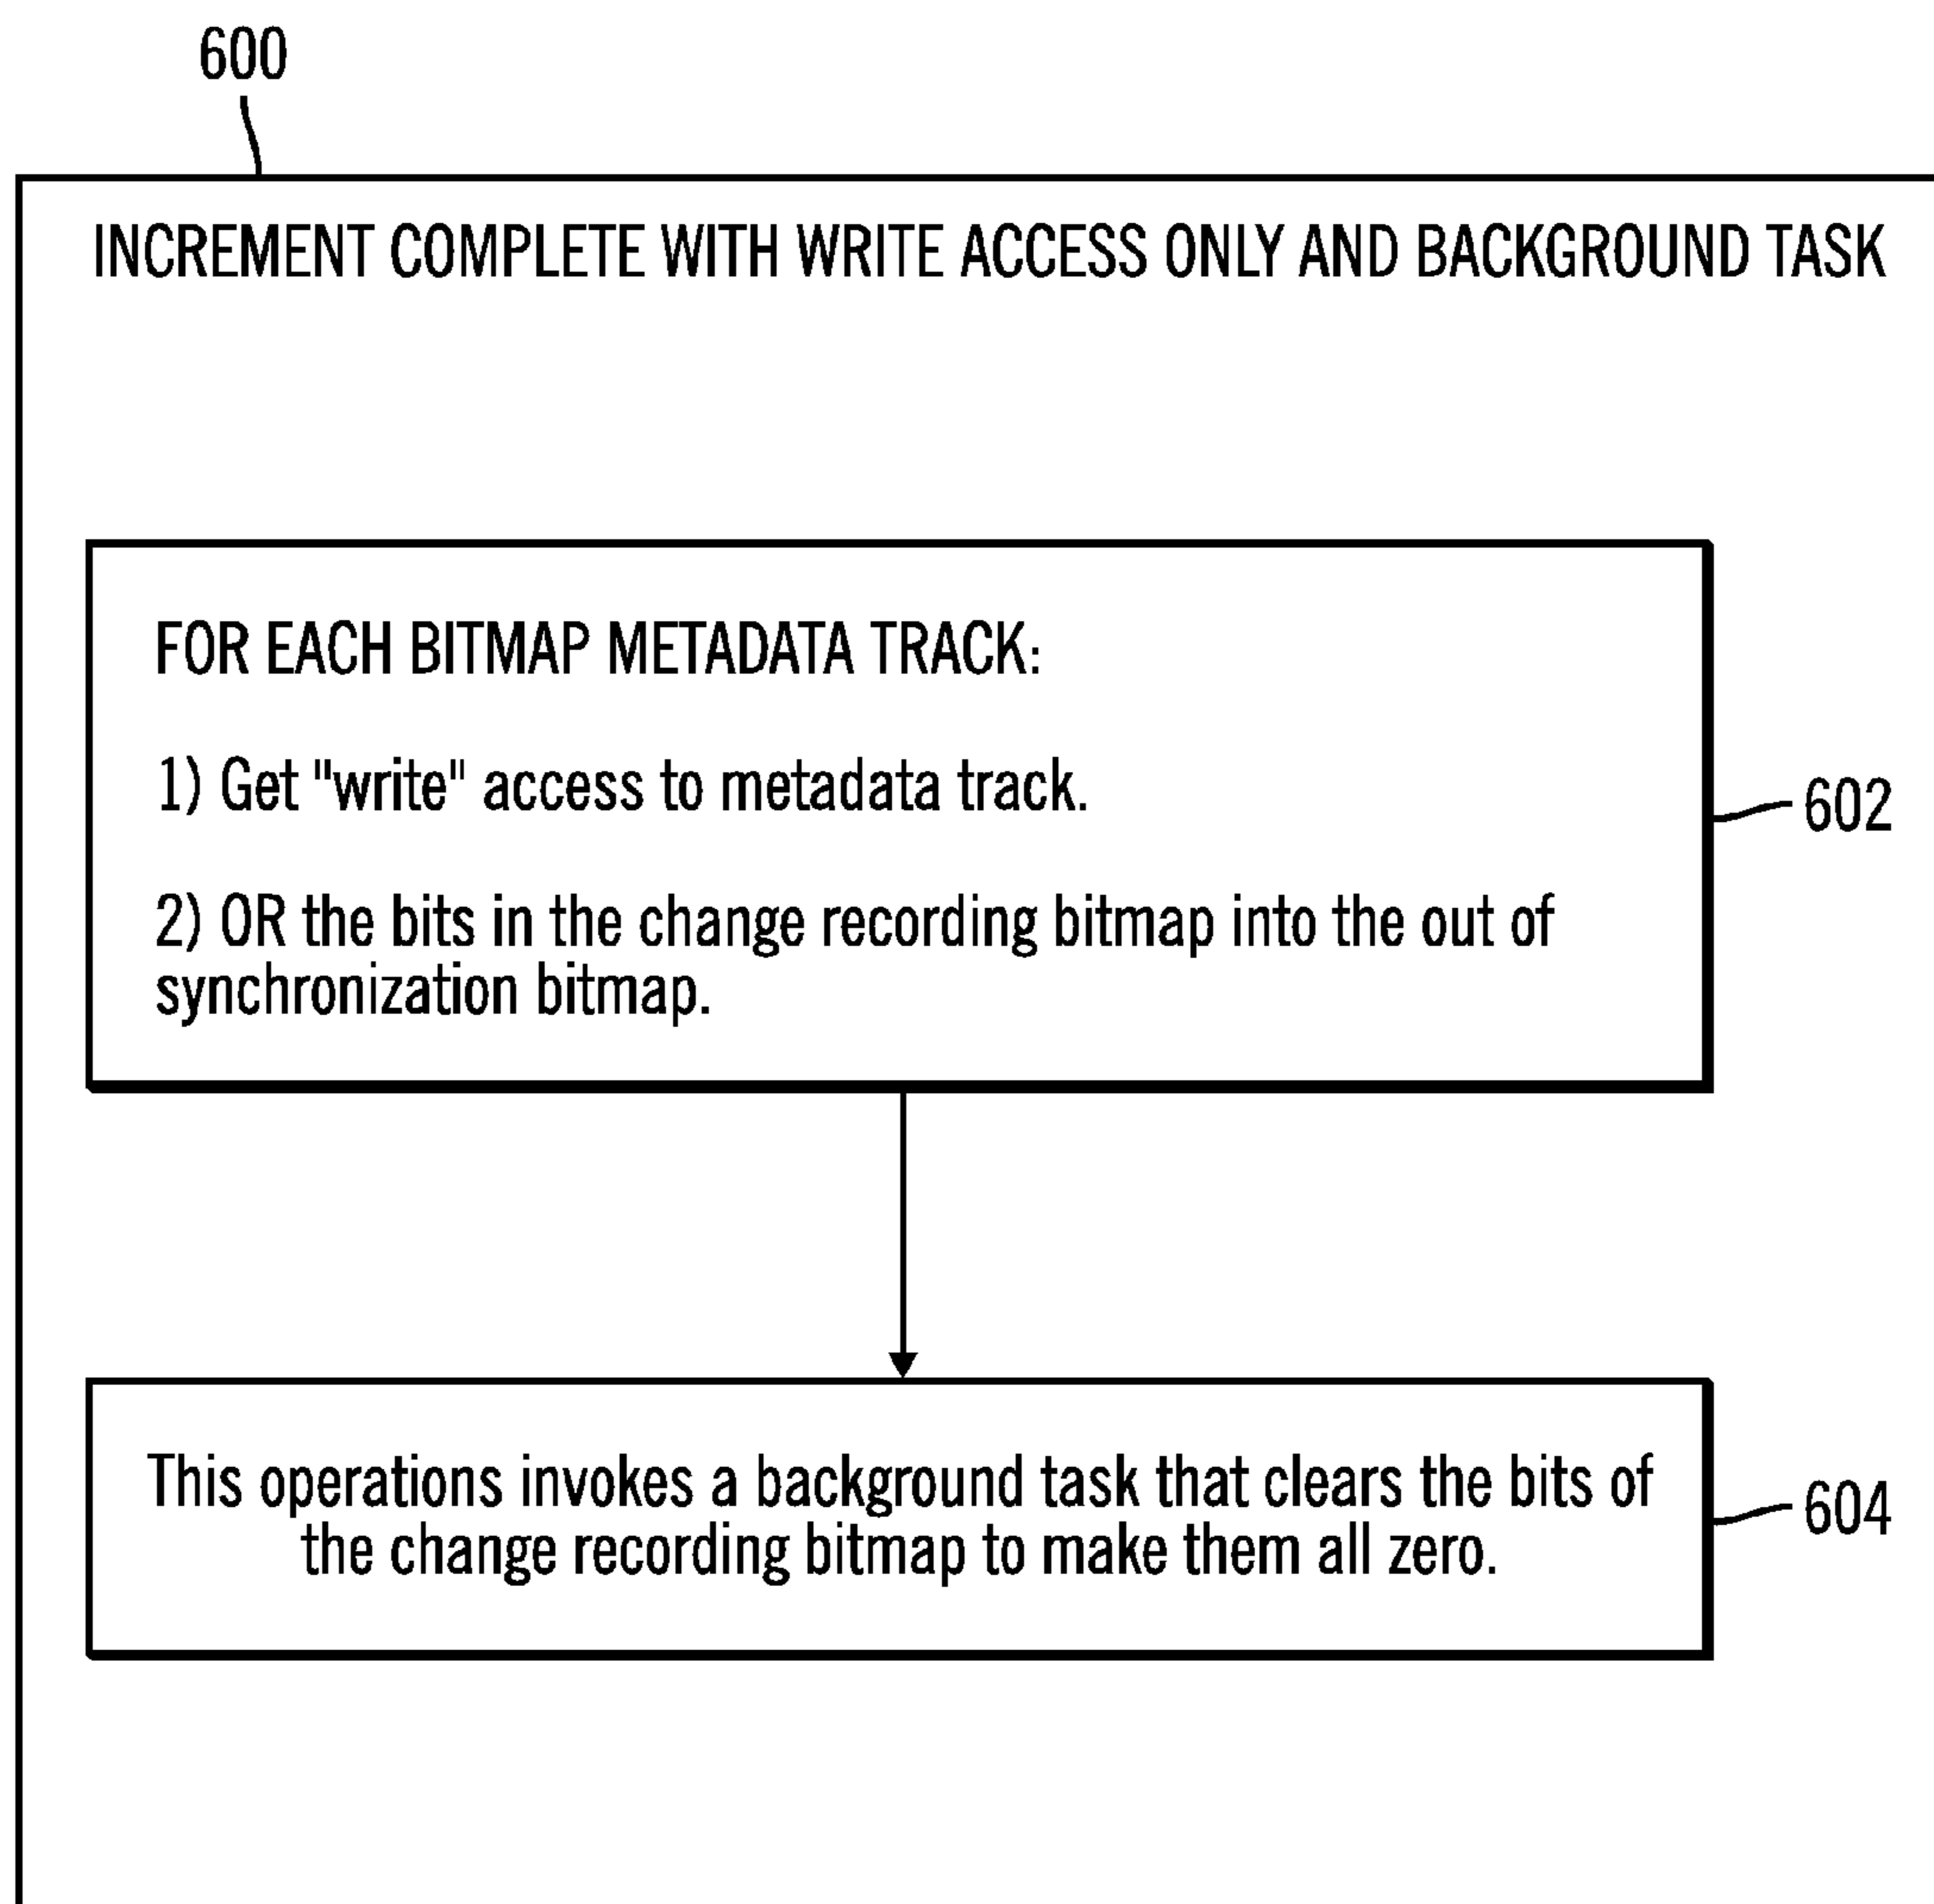 600
INCREMENT COMPLETE WITH WRITE ACCESS ONLY AND BACKGROUND TASK
FOR EACH BITMAP METADATA TRACK:
1) Get "write" access to metadata track.
602
2) OR the bits in the change recording bitmap into the out of
synchronization bitmap.
This operations invokes a background task that clears the bits of
604
the change recording bitmap to make them all zero.